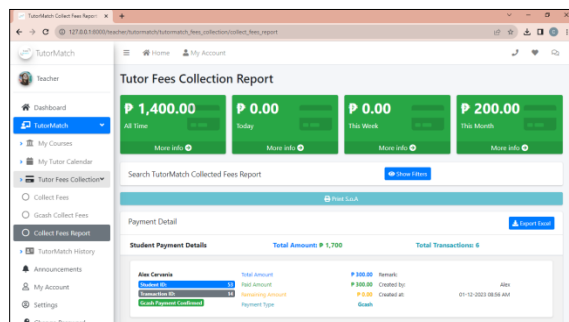 TutorMatch Collect Fees Report
127.0.0.1:8000/teacher/tutormatch/tutormatch_fees_collection/collect_fees_report
TutorMatch
Home
My Account
Teacher
Dashboard
TutorMatch
My Courses
My Tutor Calendar
Tutor Fees Collection
Collect Fees
Gcash Collect Fees
Collect Fees Report
TutorMatch History
Announcements
My Account
Settings
Tutor Fees Collection Report
₱ 1,400.00
All Time
More info
₱ 0.00
Today
More info
₱ 0.00
This Week
More info
₱ 200.00
This Month
More info
Search TutorMatch Collected Fees Report
Show Filters
Print S.o.A
Payment Detail
Export Excel
Student Payment Details
Total Amount: ₱ 1,700
Total Transactions: 6
Alex Cervania
Student ID: 53
Transaction ID: 14
Gcash Payment Confirmed
Total Amount ₱ 300.00
Paid Amount ₱ 300.00
Remaining Amount ₱ 0.00
Payment Type Gcash
Remark:
Created by: Alex
Created at: 01-12-2023 08:56 AM